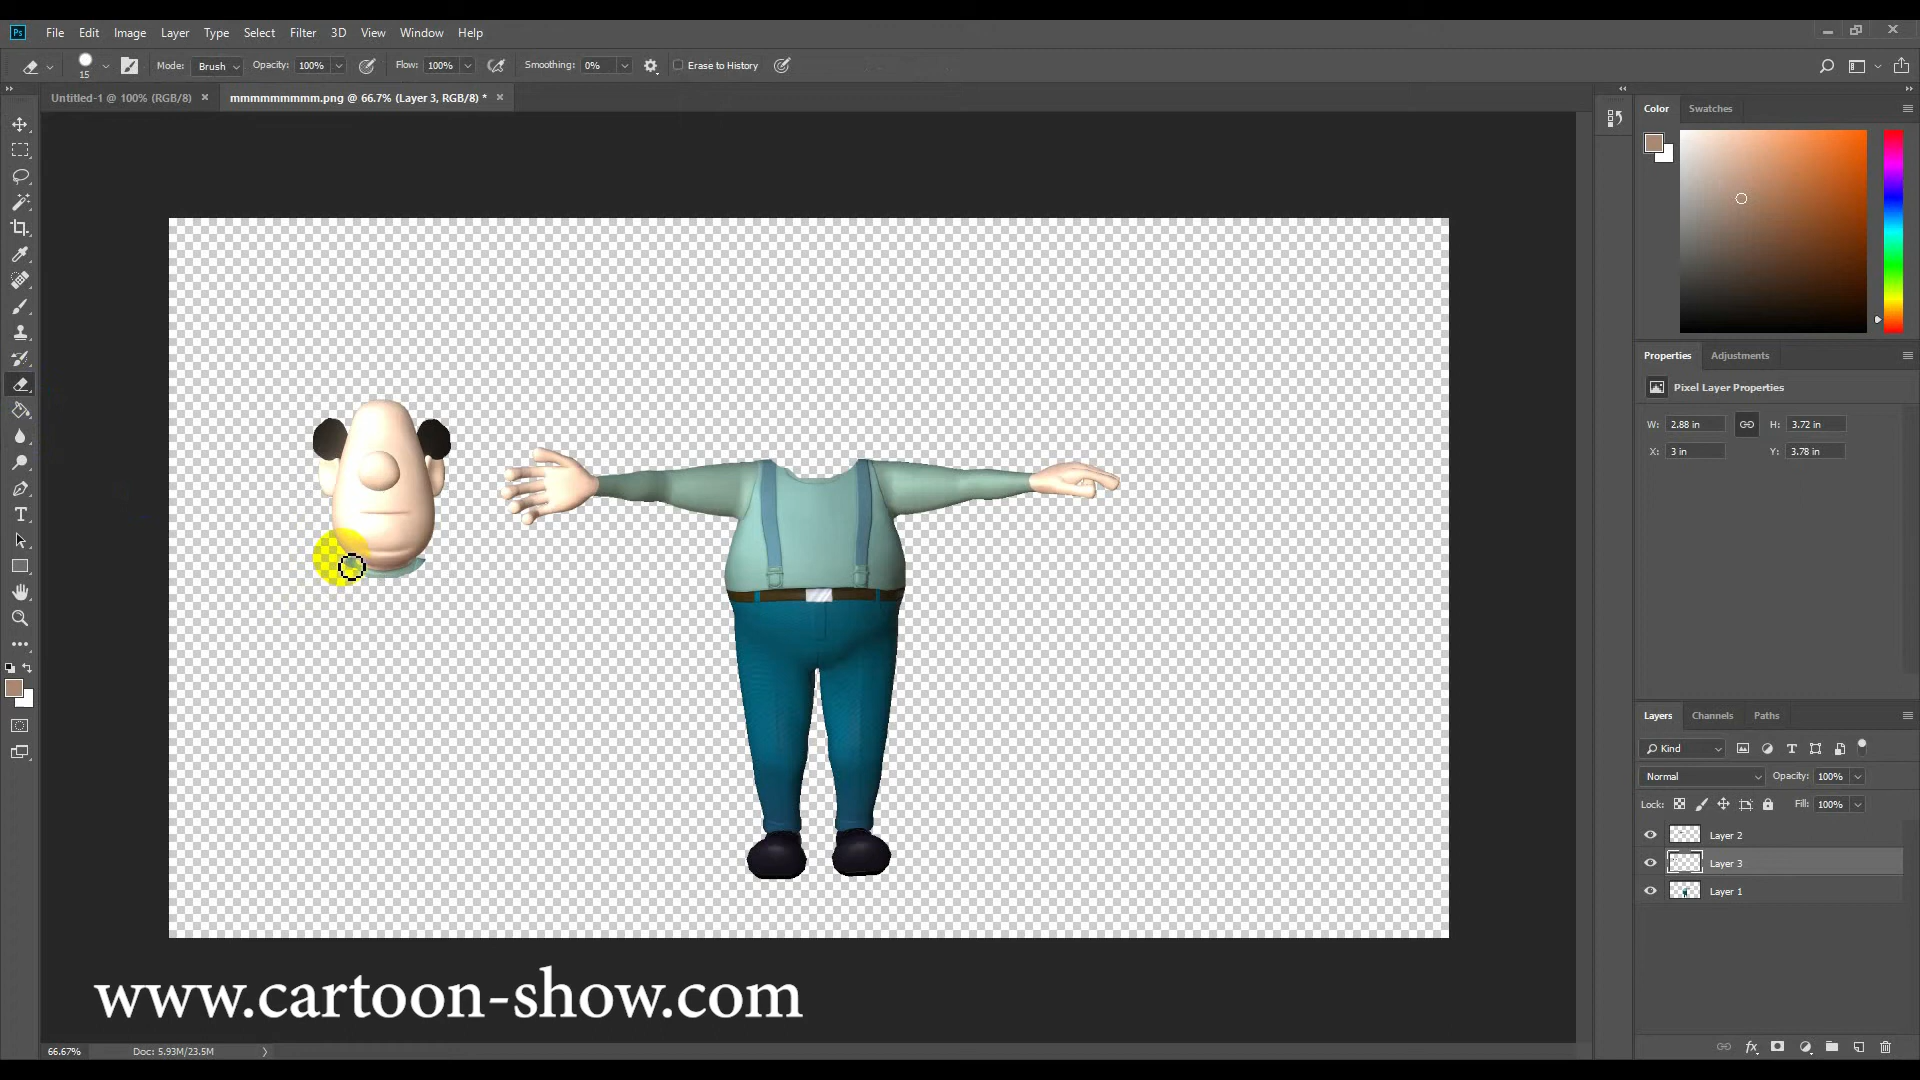 Ps File Edit Image Layer Type Select Filter 3D View Window Help
15 Mode: Brush Opacity: 100% Flow: 100% Smoothing: 0% Erase to History
Untitled-1 @ 100% (RGB/8) × mmmmmmmmm.png @ 66.7% (Layer 3, RGB/8) * ×
Color Swatches
Properties Adjustments
Pixel Layer Properties
W: 2.88 in H: 3.72 in
X: 3 in Y: 3.78 in
Layers Channels Paths
Kind
Normal Opacity: 100%
Lock: Fill: 100%
Layer 2
Layer 3
Layer 1
www.cartoon-show.com
66.67% Doc: 5.93M/23.5M